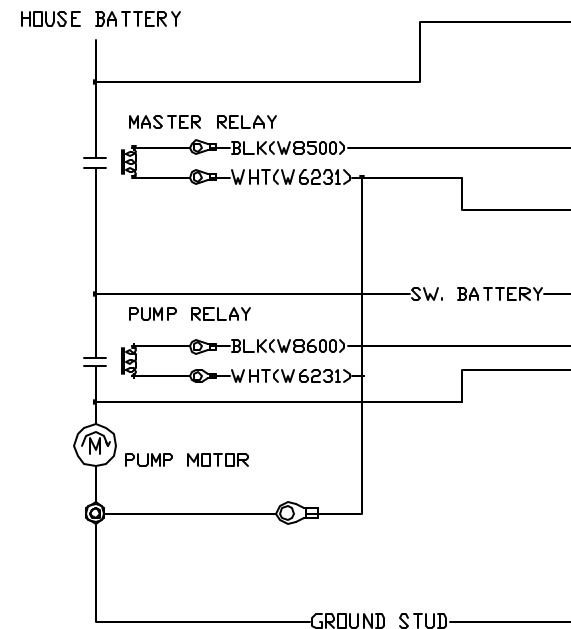 HOUSE BATTERY
MASTER RELAY
BLK(W8500)
WHT(W6231)
SW. BATTERY
PUMP RELAY
BLK(W8600)
WHT(W6231)
M
PUMP MOTOR
GROUND STUD